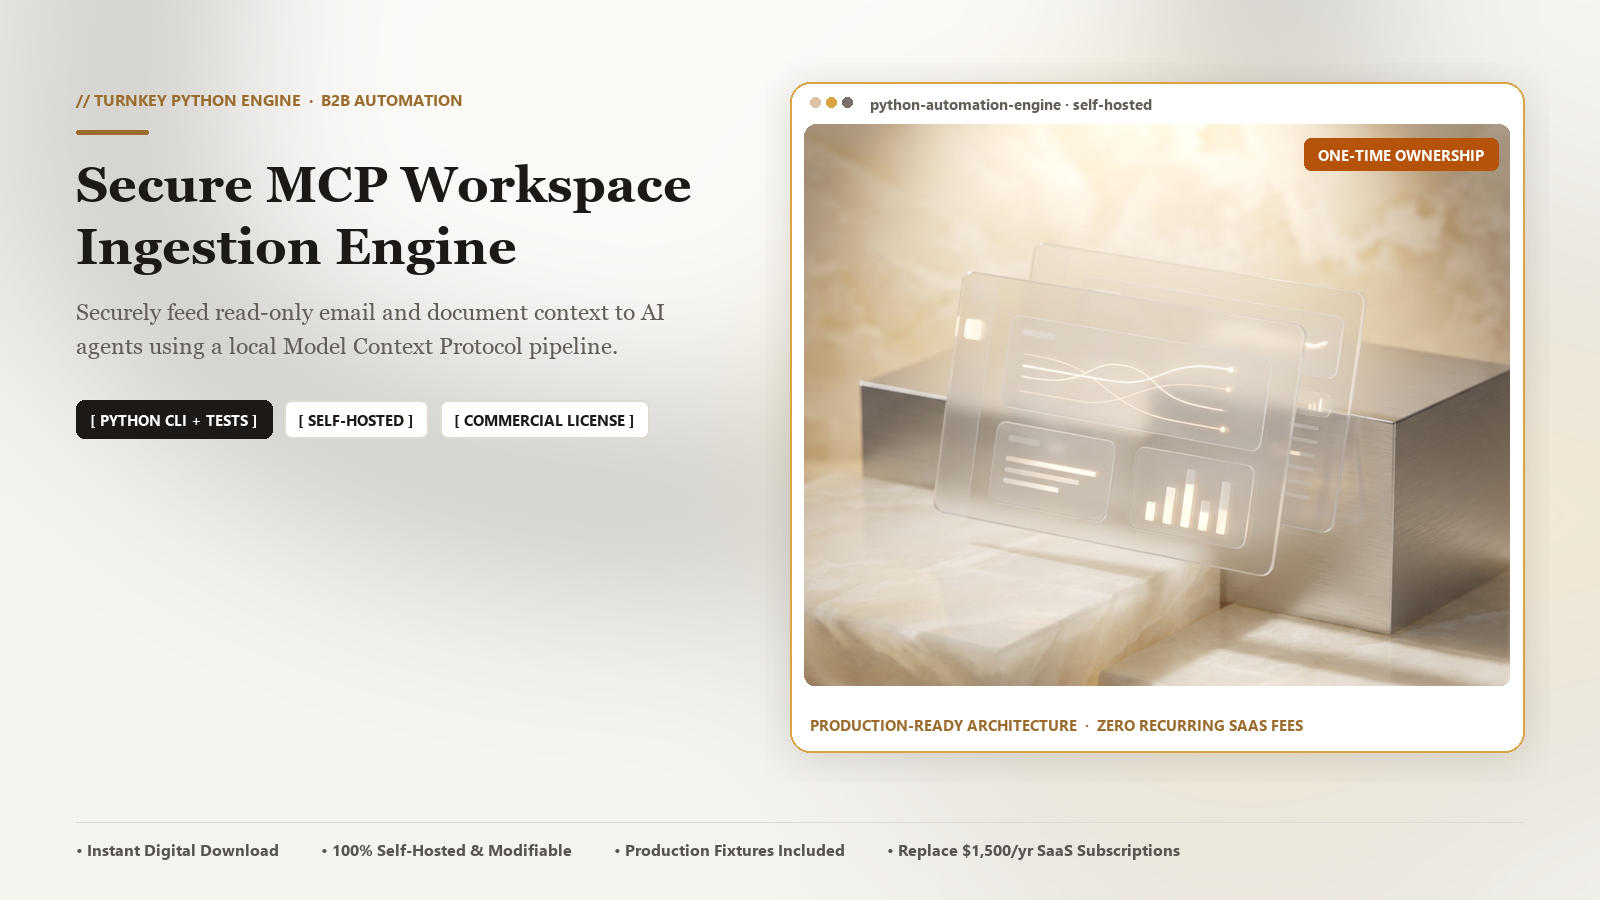 // TURNKEY PYTHON ENGINE · B2B AUTOMATION
Secure MCP Workspace
Ingestion Engine
Securely feed read-only email and document context to AI
agents using a local Model Context Protocol pipeline.
[ PYTHON CLI + TESTS ]
[ SELF-HOSTED ]
[ COMMERCIAL LICENSE ]
python-automation-engine · self-hosted
ONE-TIME OWNERSHIP
PRODUCTION-READY ARCHITECTURE · ZERO RECURRING SAAS FEES
• Instant Digital Download
• 100% Self-Hosted & Modifiable
• Production Fixtures Included
• Replace $1,500/yr SaaS Subscriptions